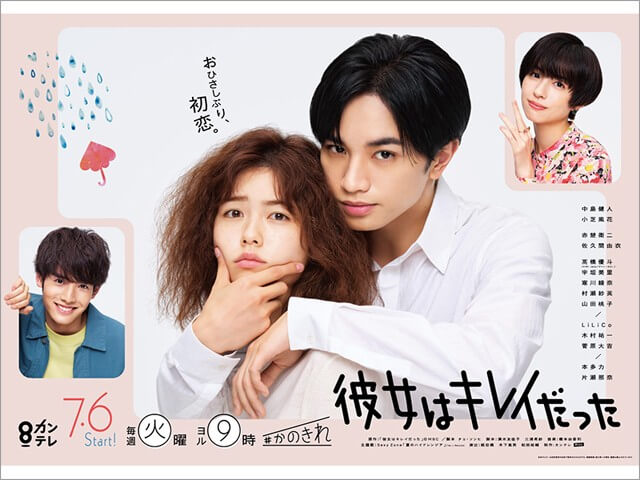 おひさしぶり、
初恋。
中島健人
小芝風花
赤楚衛二
佐久間由衣
髙橋優斗
宇垣美里
寒川綾奈
村瀬紗英
山田桃子
/
LiLiCo
木村祐一
菅原大吉
/
本多力
片瀬那奈
彼女はキレイだった
8カンテレ
7.6 Start!
毎週火曜ヨル9時
#かのきれ